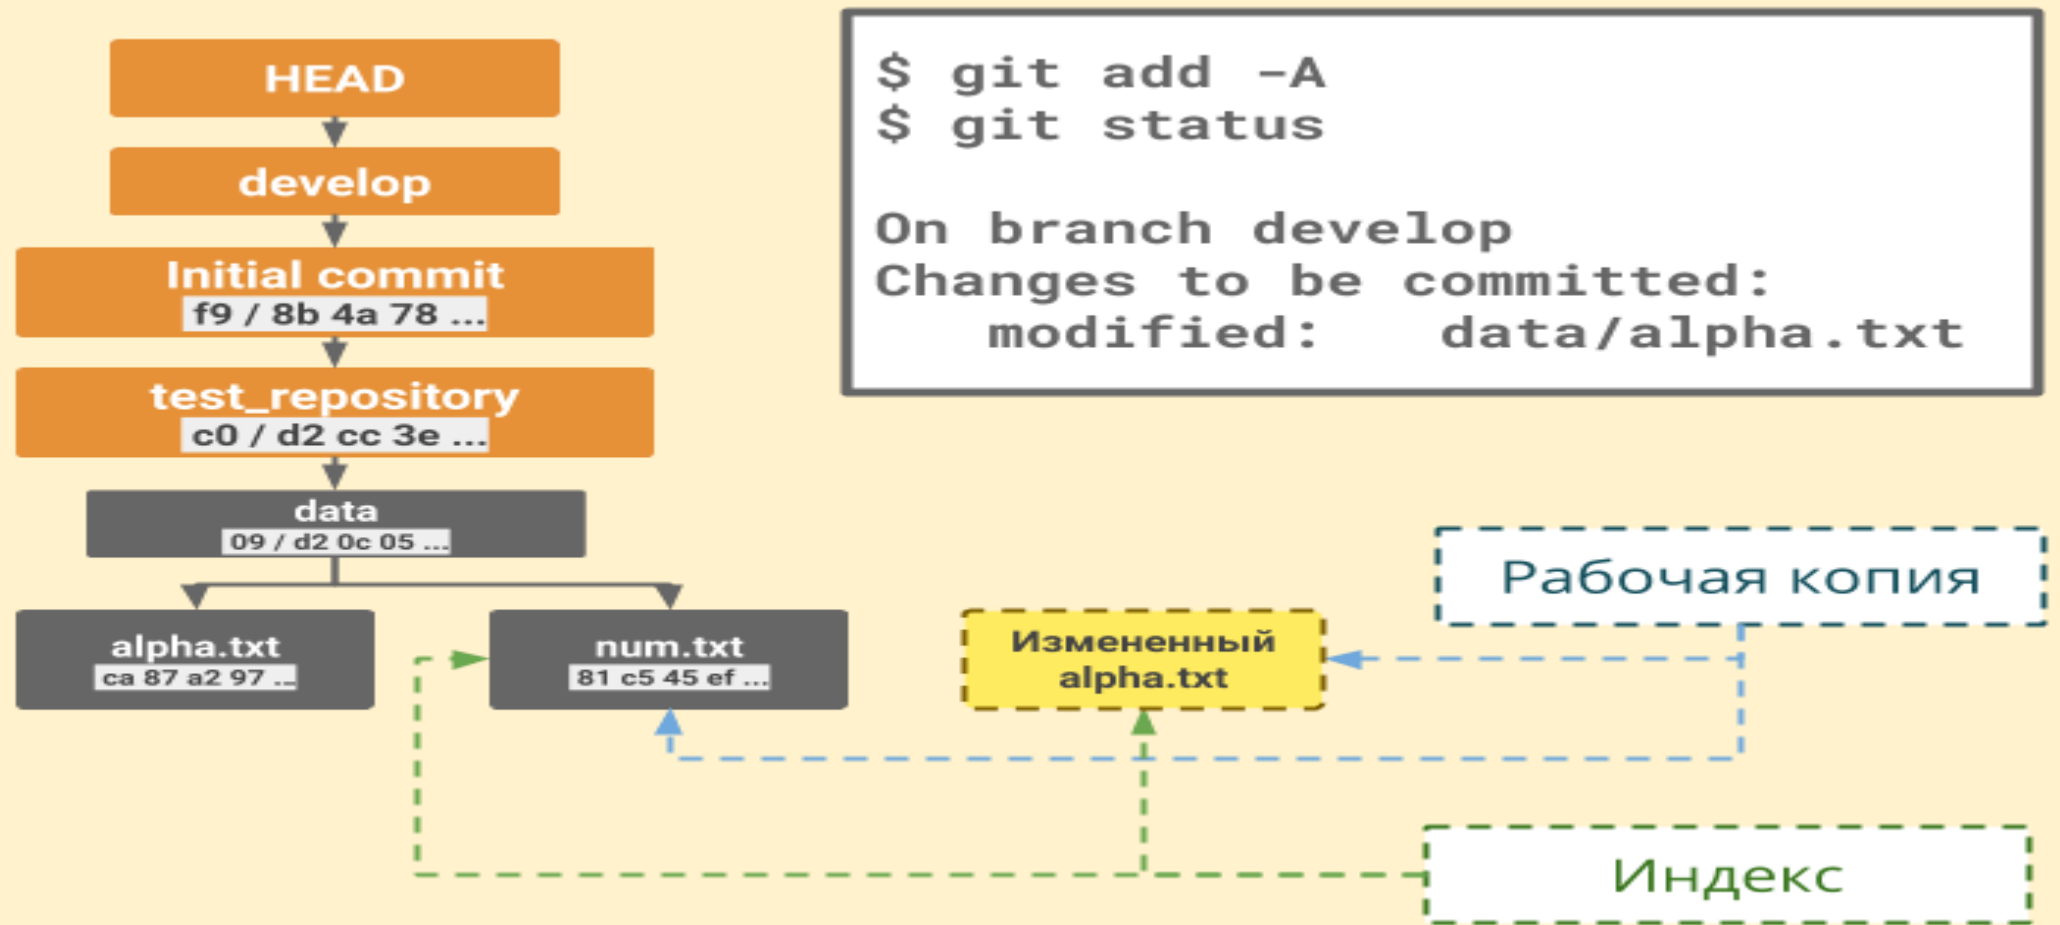 HEAD
develop
Initial commit
f9 / 8b 4a 78 ...
test_repository
c0 / d2 cc 3e ...
data
09 / d2 0c 05 ...
alpha.txt
ca 87 a2 97 ...
num.txt
81 c5 45 ef ...
$ git add -A
$ git status
On branch develop
Changes to be committed:
modified: data/alpha.txt
Измененный
alpha.txt
Рабочая копия
Индекс